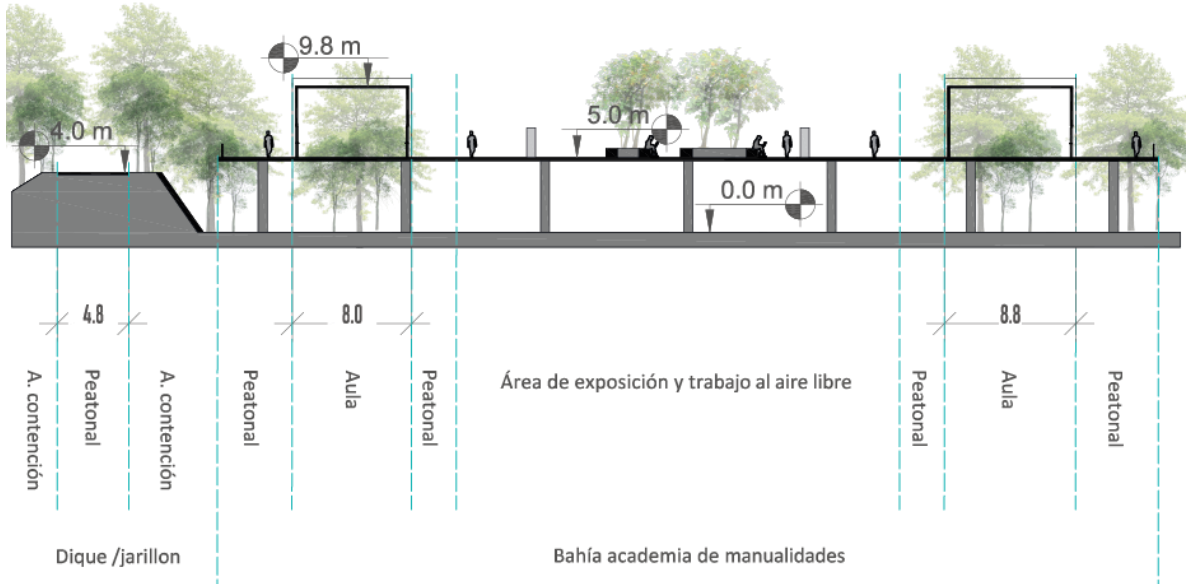 9.8 m
4.0 m
5.0 m
0.0 m
4.8
8.0
8.8
A. contención
Peatonal
A. contención
Peatonal
Aula
Peatonal
Área de exposición y trabajo al aire libre
Peatonal
Aula
Peatonal
Dique /jarillon
Bahía academia de manualidades